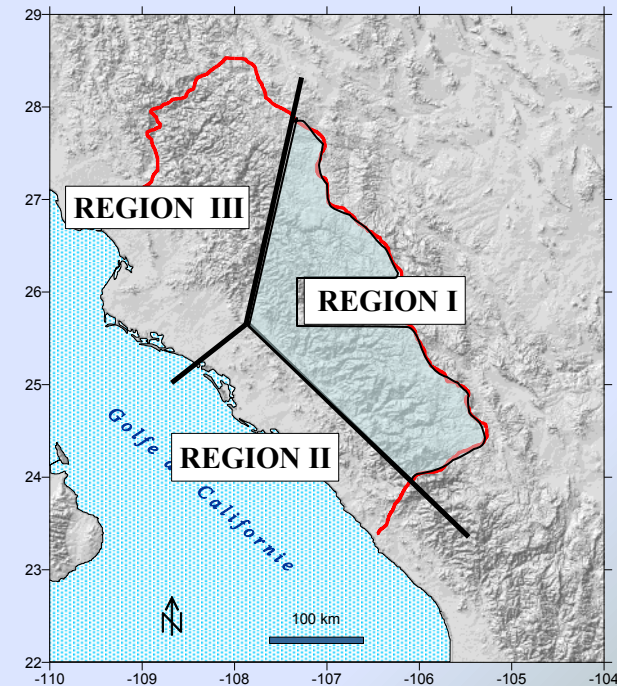 29
28
27
26
25
24
23
22
REGION III
REGION I
REGION II
Golfe d
Californie
N
100 km
-110
-109
-108
-107
-106
-105
-104